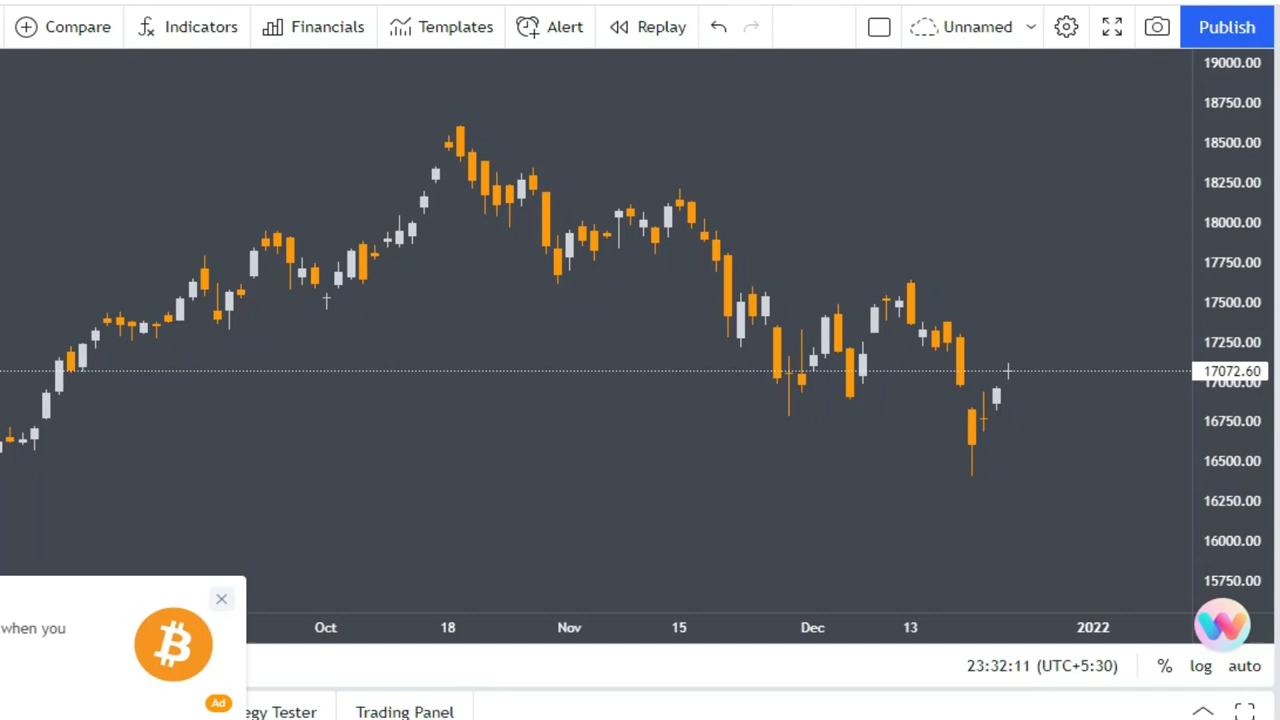 Compare
Indicators
Financials
Templates
Alert
Replay
Unnamed
Publish
19000.00
18750.00
18500.00
18250.00
18000.00
17750.00
17500.00
17250.00
17072.60
17000.00
16750.00
16500.00
16250.00
16000.00
15750.00
Oct 18 Nov 15 Dec 13 2022
when you
Ad
23:32:11 (UTC+5:30) % log auto
egy Tester
Trading Panel